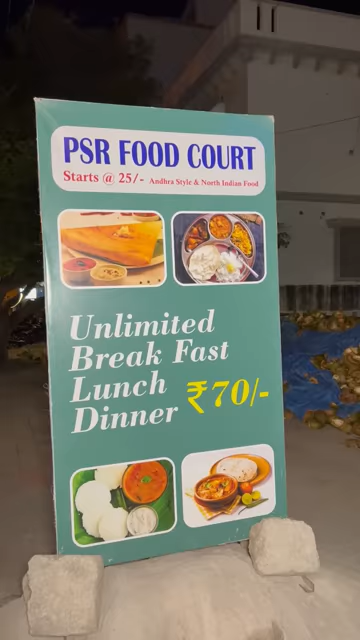 PSR FOOD COURT
Starts @ 25/- Andhra Style & North Indian Food
Unlimited
Break Fast
Lunch
Dinner ₹70/-